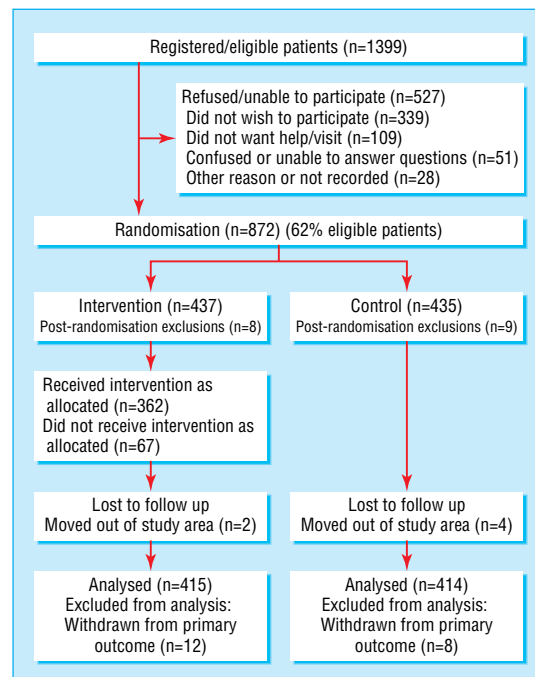 Registered/eligible patients (n=1399)
Refused/unable to participate (n=527)
Did not wish to participate (n=339)
Did not want help/visit (n=109)
Confused or unable to answer questions (n=51)
Other reason or not recorded (n=28)
Randomisation (n=872) (62% eligible patients)
Intervention (n=437)
Post-randomisation exclusions (n=8)
Control (n=435)
Post-randomisation exclusions (n=9)
Received intervention as
allocated (n=362)
Did not receive intervention as
allocated (n=67)
Lost to follow up
Moved out of study area (n=2)
Lost to follow up
Moved out of study area (n=4)
Analysed (n=415)
Excluded from analysis:
Withdrawn from primary
outcome (n=12)
Analysed (n=414)
Excluded from analysis:
Withdrawn from primary
outcome (n=8)